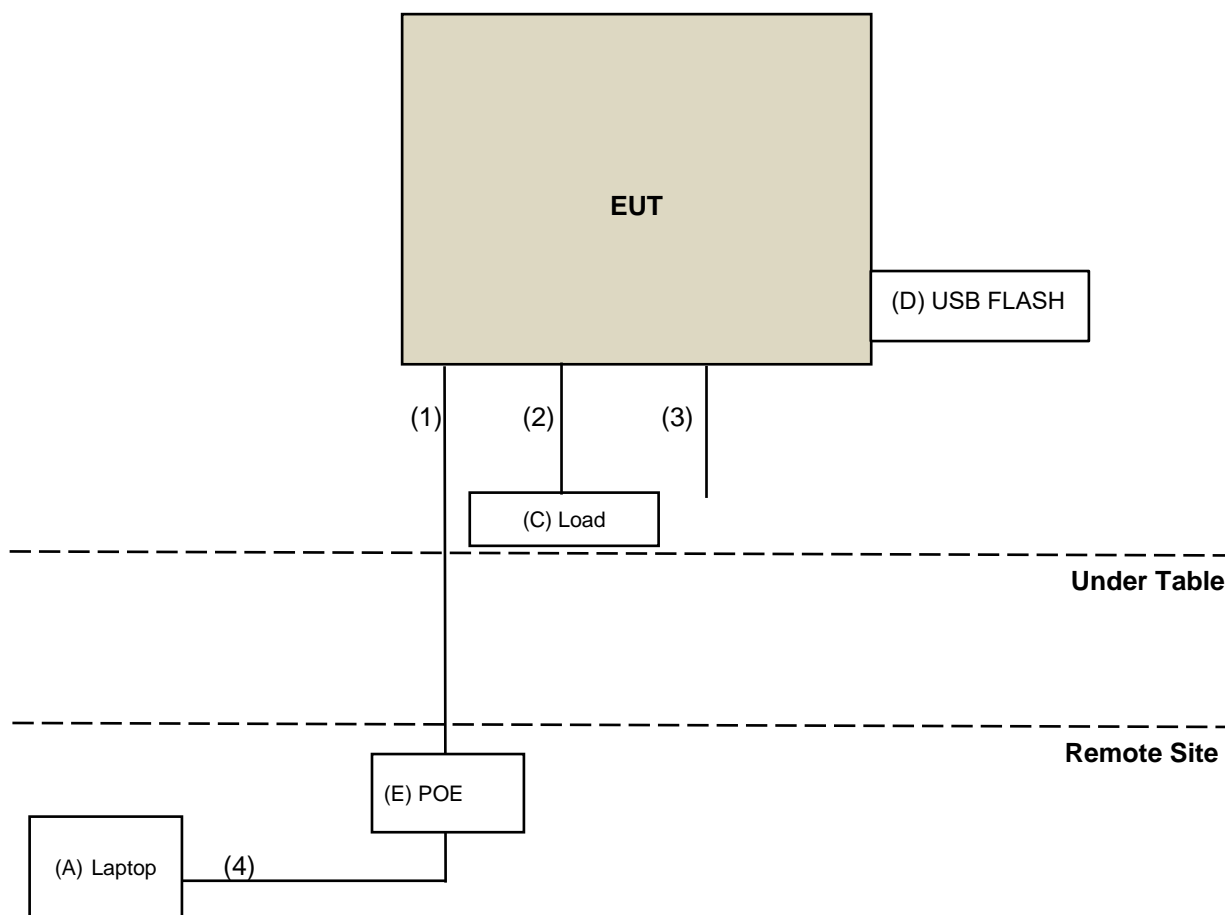 EUT
(D) USB FLASH
(1)
(2)
(3)
(C) Load
Under Table
Remote Site
(E) POE
(A) Laptop
(4)